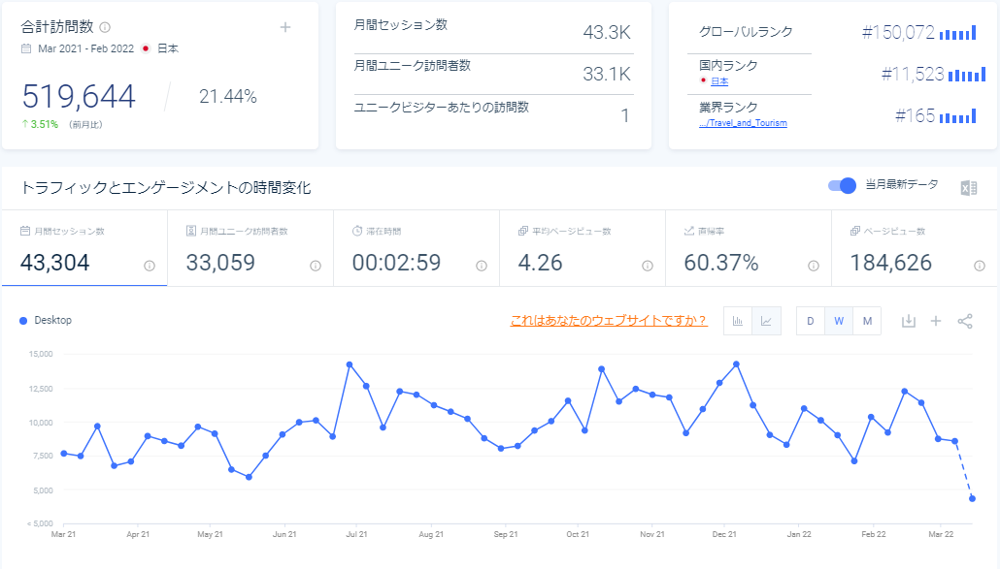 合計訪問数
Mar 2021 - Feb 2022 日本
519,644 21.44%
↑ 3.51% (前月比)
月間セッション数 43.3K
月間ユニーク訪問者数 33.1K
ユニークビジターあたりの訪問数 1
グローバルランク #150,072
国内ランク #11,523
日本
業界ランク #165
.../Travel_and_Tourism
トラフィックとエンゲージメントの時間変化 当月最新データ
月間セッション数 月間ユニーク訪問者数 滞在時間 平均ページビュー数 直帰率 ページビュー数
43,304 33,059 00:02:59 4.26 60.37% 184,626
Desktop これはあなたのウェブサイトですか? D W M
15,000
12,500
10,000
7,500
5,000
< 5,000
Mar 21 Apr 21 May 21 Jun 21 Jul 21 Aug 21 Sep 21 Oct 21 Nov 21 Dec 21 Jan 22 Feb 22 Mar 22